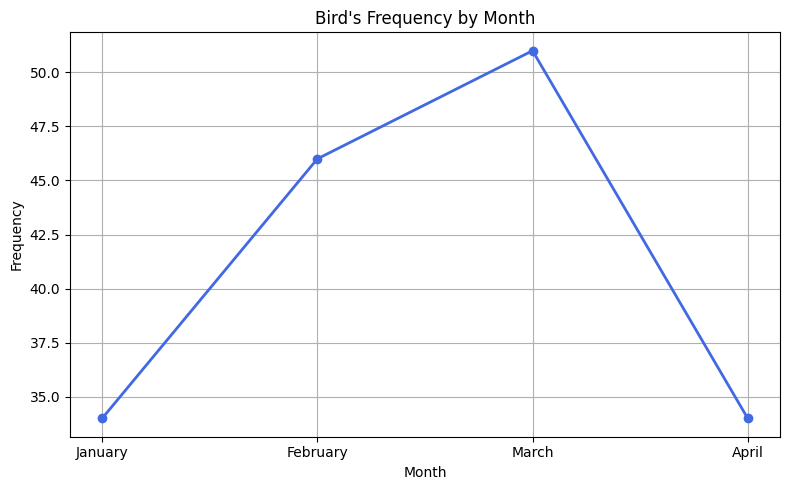 Bird's Frequency by Month
Frequency
50.0
47.5
45.0
42.5
40.0
37.5
35.0
January February March April
Month